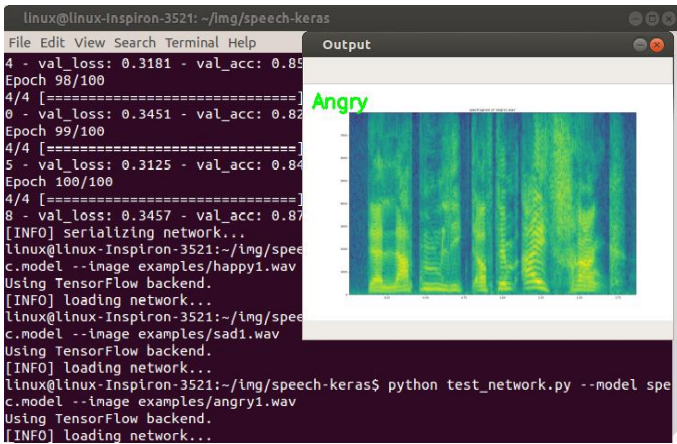 linux@linux-Inspiron-3521: ~/img/speech-keras
File Edit View Search Terminal Help
4 - val_loss: 0.3181 - val_acc: 0.85
Epoch 98/100
4/4 [==============================]
0 - val_loss: 0.3451 - val_acc: 0.82
Epoch 99/100
4/4 [==============================]
5 - val_loss: 0.3125 - val_acc: 0.84
Epoch 100/100
4/4 [==============================]
8 - val_loss: 0.3457 - val_acc: 0.87
[INFO] serializing network...
linux@linux-Inspiron-3521:~/img/spee
c.model --image examples/happy1.wav
Using TensorFlow backend.
[INFO] loading network...
linux@linux-Inspiron-3521:~/img/spee
c.model --image examples/sad1.wav
Using TensorFlow backend.
[INFO] loading network...
linux@linux-Inspiron-3521:~/img/speech-keras$ python test_network.py --model spe
c.model --image examples/angry1.wav
Using TensorFlow backend.
[INFO] loading network...
Output
Angry